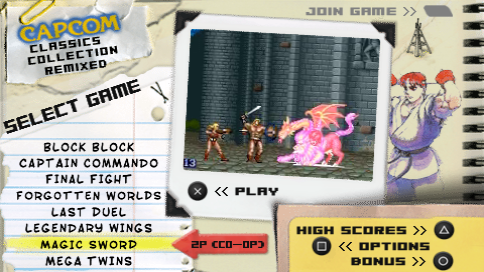 CAPCOM
CLASSICS
COLLECTION
REMIXED
JOIN GAME >>
SELECT GAME
BLOCK BLOCK
CAPTAIN COMMANDO
FINAL FIGHT
FORGOTTEN WORLDS
LAST DUEL
LEGENDARY WINGS
MAGIC SWORD
MEGA TWINS
2P (CO-OP)
13
<< PLAY
HIGH SCORES >>
<< OPTIONS
BONUS >>